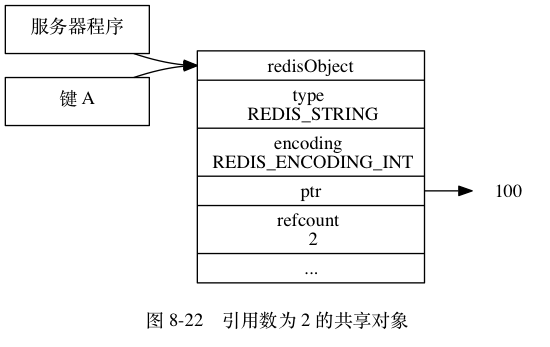 服务器程序
键 A
redisObject
type
REDIS_STRING
encoding
REDIS_ENCODING_INT
ptr
100
refcount
2
...
图 8-22 引用数为 2 的共享对象